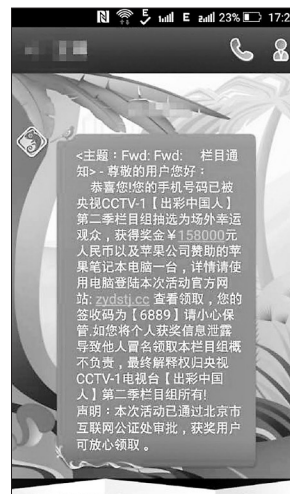 N E E 23% 17:2
<主题：Fwd: Fwd: 栏目通
知> - 尊敬的用户您好：
恭喜您!您的手机号码已被
央视CCTV-1【出彩中国人】
第二季栏目组抽选为场外幸运
观众，获得奖金￥158000元
人民币以及苹果公司赞助的苹
果笔记本电脑一台，详情请使
用电脑登陆本次活动官方网
站: zydstj.cc 查看领取，您的
签收码为【6889】请小心保
管.如您将个人获奖信息泄露
导致他人冒名领取本栏目组概
不负责，最终解释权归央视
CCTV-1电视台【出彩中国
人】第二季栏目组所有!
声明：本次活动已通过北京市
互联网公证处审批，获奖用户
可放心领取。